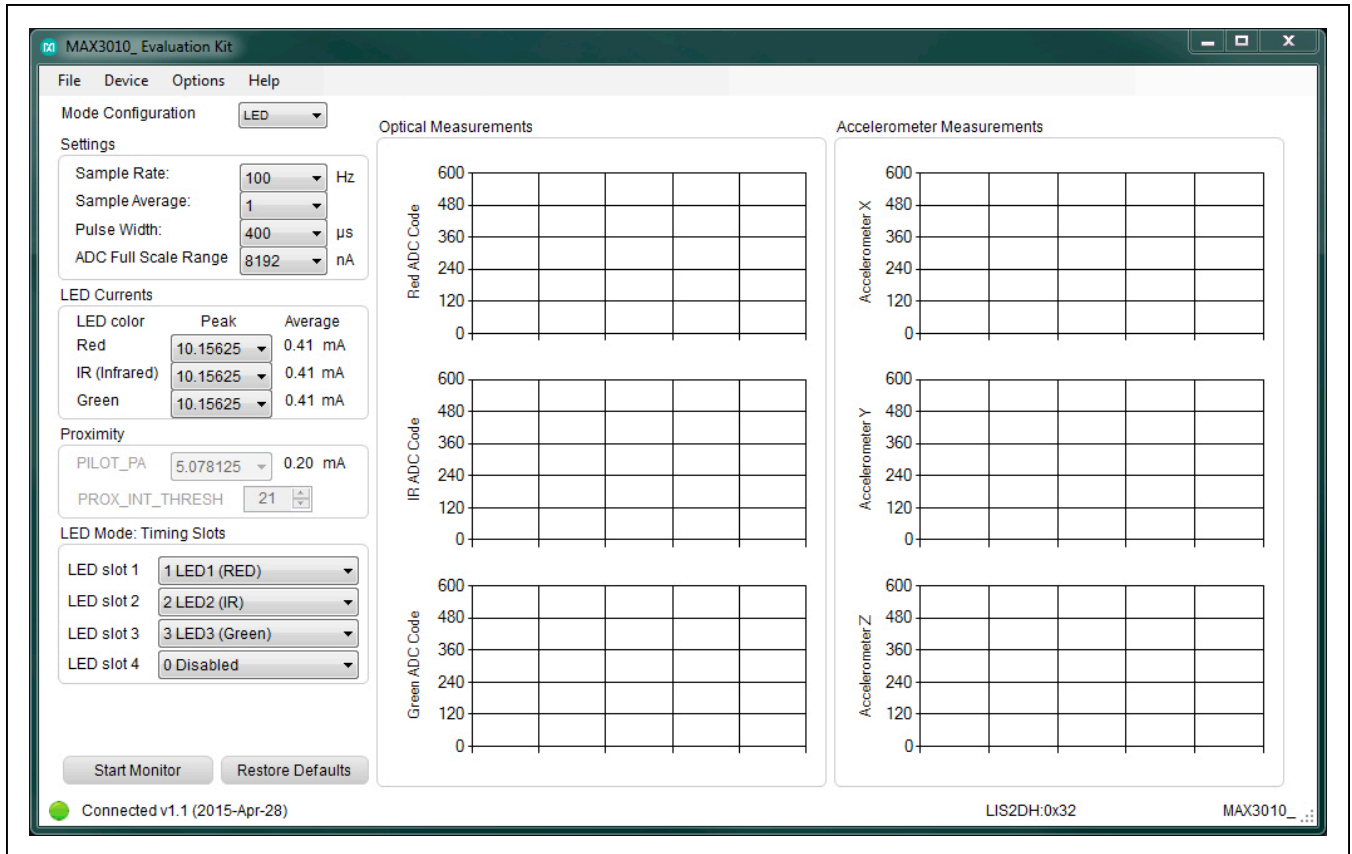 MAX3010_ Evaluation Kit
File Device Options Help
Mode Configuration LED
Settings
Sample Rate: 100 Hz
Sample Average: 1
Pulse Width: 400 µs
ADC Full Scale Range 8192 nA
LED Currents
LED color Peak Average
Red 10.15625 0.41 mA
IR (Infrared) 10.15625 0.41 mA
Green 10.15625 0.41 mA
Proximity
PILOT_PA 5.078125 0.20 mA
PROX_INT_THRESH 21
LED Mode: Timing Slots
LED slot 1 1 LED1 (RED)
LED slot 2 2 LED2 (IR)
LED slot 3 3 LED3 (Green)
LED slot 4 0 Disabled
Start Monitor Restore Defaults
Optical Measurements
Red ADC Code
600
480
360
240
120
0
IR ADC Code
600
480
360
240
120
0
Green ADC Code
600
480
360
240
120
0
Accelerometer Measurements
Accelerometer X
600
480
360
240
120
0
Accelerometer Y
600
480
360
240
120
0
Accelerometer Z
600
480
360
240
120
0
Connected v1.1 (2015-Apr-28) LIS2DH:0x32 MAX3010_